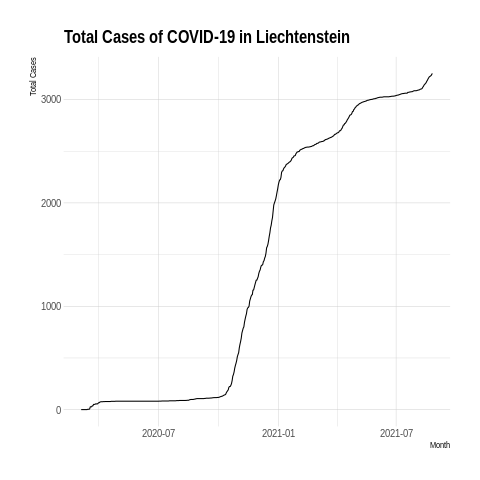 Total Cases of COVID-19 in Liechtenstein
Total Cases
3000
2000
1000
0
2020-07 2021-01 2021-07
Month